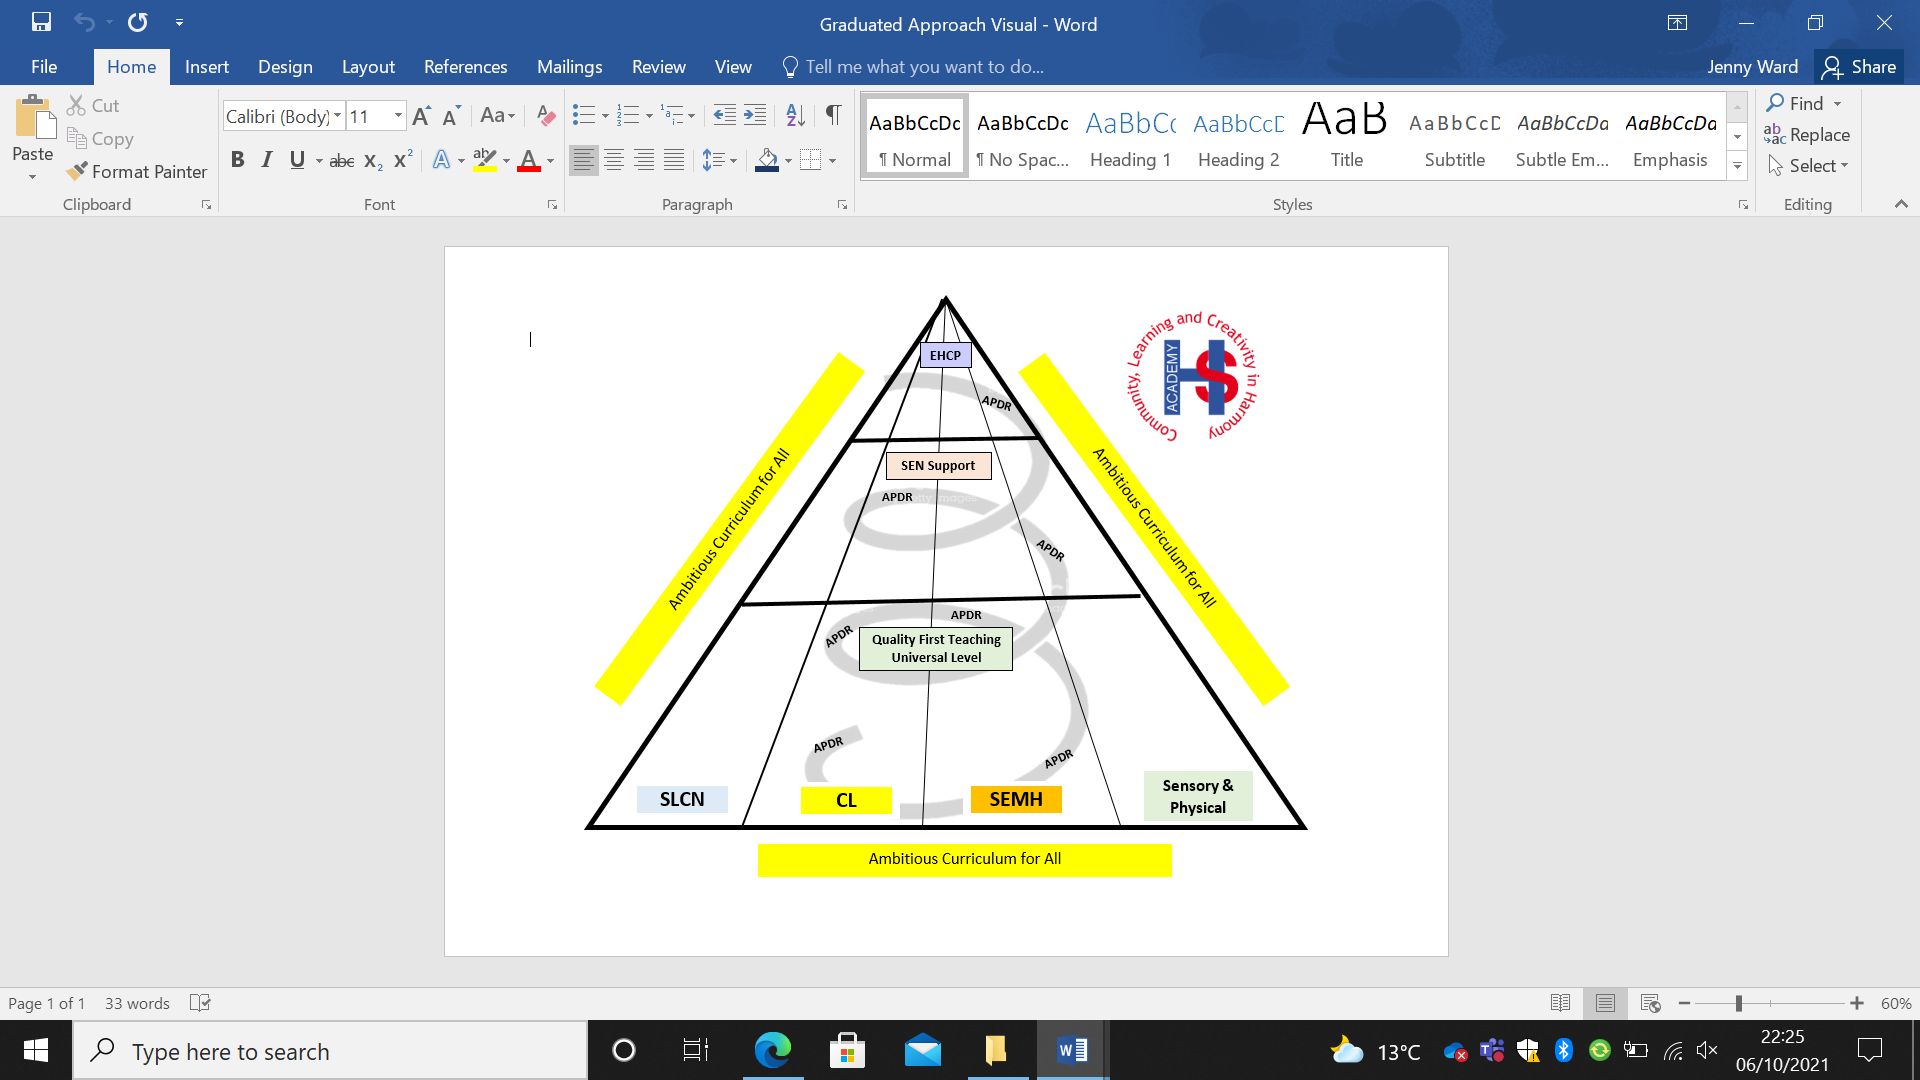 Graduated Approach Visual - Word
File
Home
Insert
Design
Layout
References
Mailings
Review
View
Tell me what you want to do...
Jenny Ward
Share
Paste
Cut
Copy
Format Painter
Clipboard
Calibri (Body)
11
Font
Paragraph
AaBbCcDc
¶ Normal
AaBbCcDc
¶ No Spac...
AaBbCc
Heading 1
AaBbCcE
Heading 2
AaB
Title
AaBbCcD
Subtitle
AaBbCcDa
Subtle Em...
AaBbCcDa
Emphasis
Styles
Find
Replace
Select
Editing
EHCP
APDR
SEN Support
APDR
APDR
APDR
APDR
Quality First Teaching
Universal Level
APDR
APDR
SLCN
CL
SEMH
Sensory &
Physical
Ambitious Curriculum for All
Ambitious Curriculum for All
Ambitious Curriculum for All
Community, Learning and Creativity in Harmony
ACADEMY
HS
Page 1 of 1
33 words
60%
Type here to search
13°C
22:25
06/10/2021